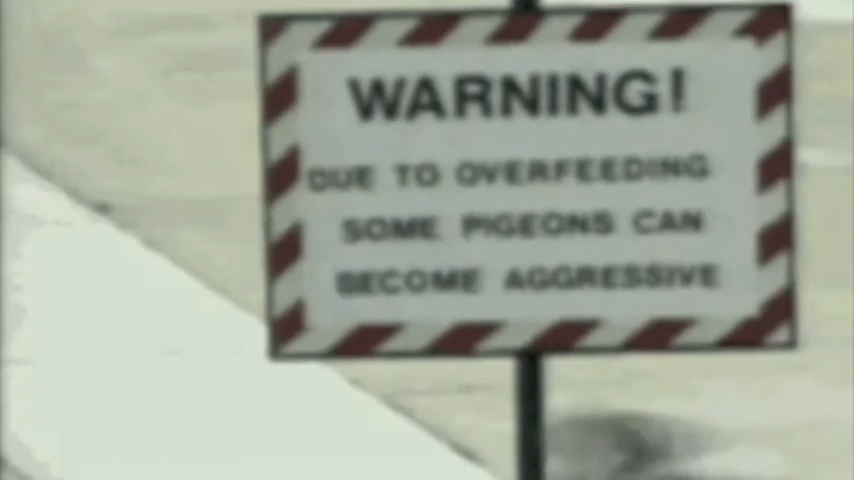 WARNING!
DUE TO OVERFEEDING
SOME PIGEONS CAN
BECOME AGGRESSIVE